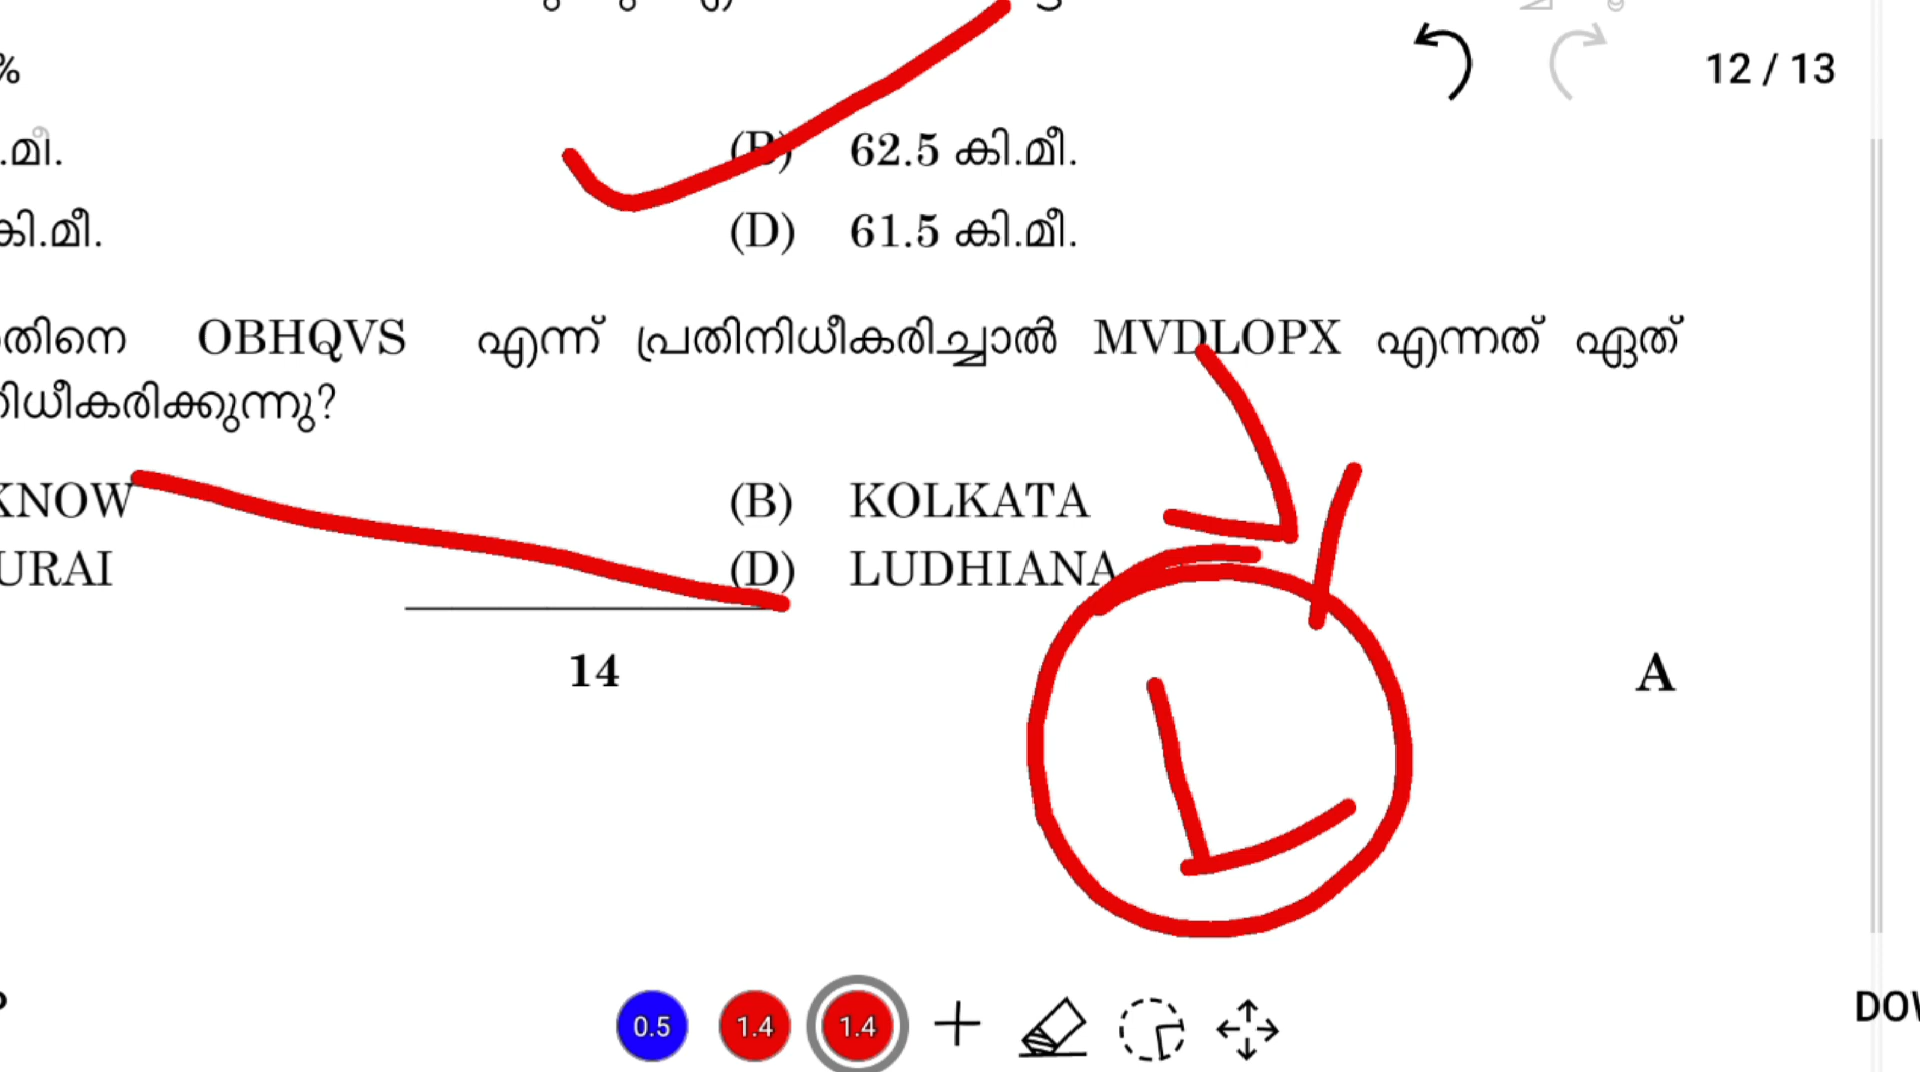 12 / 13
%
.മീ. (B) 62.5 കി.മീ.
കി.മീ. (D) 61.5 കി.മീ.
തിനെ OBHQVS എന്ന് പ്രതിനിധീകരിച്ചാൽ MVDLOPX എന്നത് ഏത്
നിധീകരിക്കുന്നു?
KNOW (B) KOLKATA
URAI (D) LUDHIANA
14 A
L
0.5 1.4 1.4